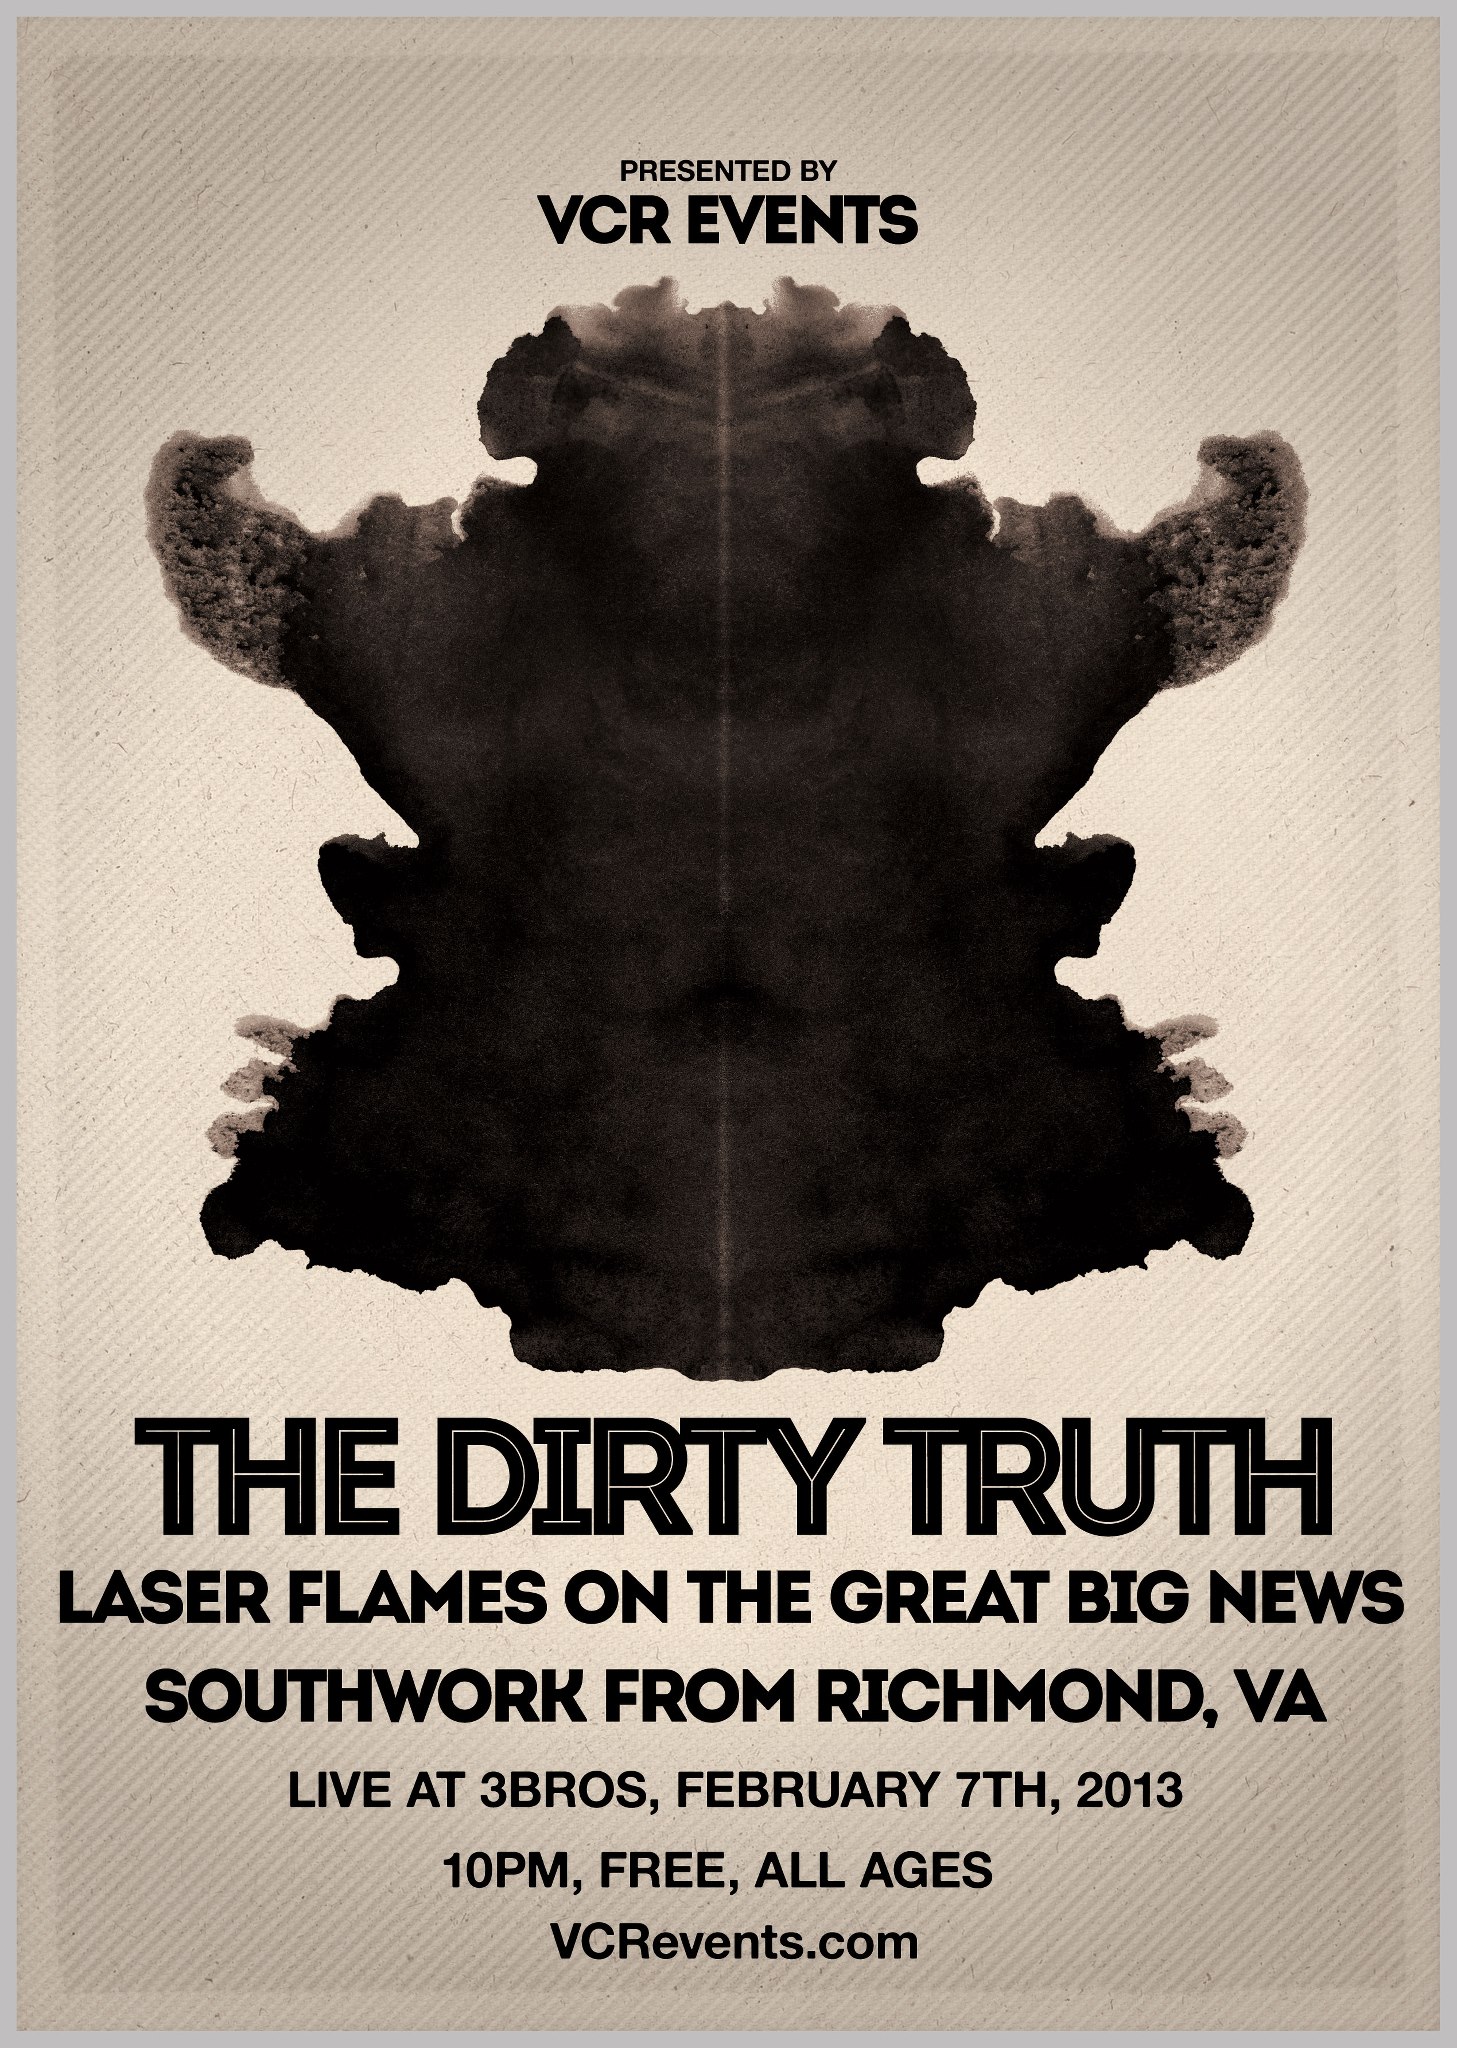 PRESENTED BY
VCR EVENTS
THE DIRTY TRUTH
LASER FLAMES ON THE GREAT BIG NEWS
SOUTHWORK FROM RICHMOND, VA
LIVE AT 3BROS, FEBRUARY 7TH, 2013
10PM, FREE, ALL AGES
VCRevents.com